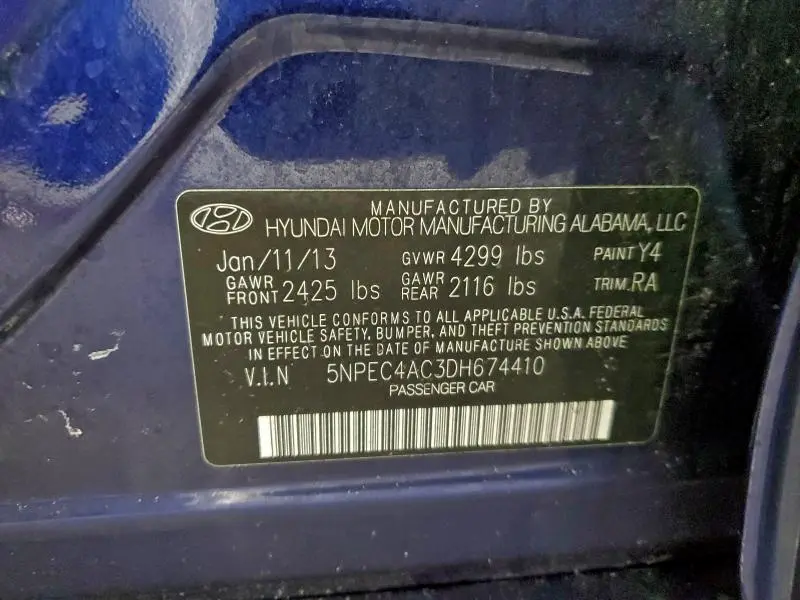 MANUFACTURED BY
HYUNDAI MOTOR MANUFACTURING ALABAMA, LLC
Jan/11/13 GVWR 4299 lbs PAINT Y4
GAWR FRONT 2425 lbs GAWR REAR 2116 lbs TRIM.RA
THIS VEHICLE CONFORMS TO ALL APPLICABLE U.S.A. FEDERAL
MOTOR VEHICLE SAFETY, BUMPER, AND THEFT PREVENTION STANDARDS
IN EFFECT ON THE DATE OF MANUFACTURE SHOWN ABOVE
V.I.N 5NPEC4AC3DH674410
PASSENGER CAR